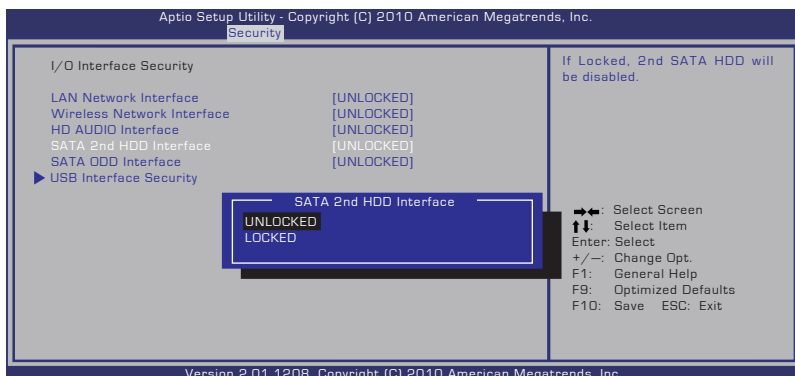 Aptio Setup Utility - Copyright (C) 2010 American Megatrends, Inc.
Security
I/O Interface Security
LAN Network Interface [UNLOCKED]
Wireless Network Interface [UNLOCKED]
HD AUDIO Interface [UNLOCKED]
SATA 2nd HDD Interface [UNLOCKED]
SATA ODD Interface [UNLOCKED]
USB Interface Security
SATA 2nd HDD Interface
UNLOCKED
LOCKED
If Locked, 2nd SATA HDD will
be disabled.
→←: Select Screen
↑↓: Select Item
Enter: Select
+/—: Change Opt.
F1: General Help
F9: Optimized Defaults
F10: Save ESC: Exit
Version 2.01.1208. Copyright (C) 2010 American Megatrends, Inc.